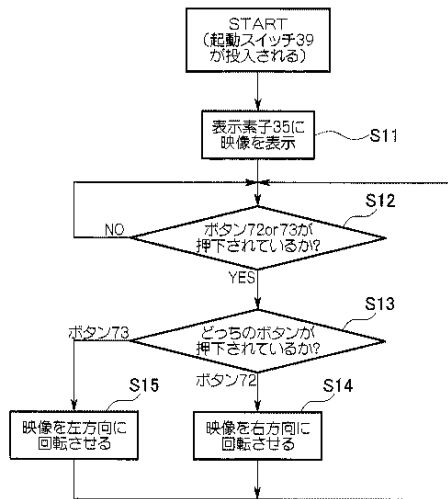 START
(起動スイッチ39
が投入される)
表示素子35に
映像を表示
S11
S12
ボタン72or73が
押下されているか?
NO
YES
S13
どっちのボタンが
押下されているか?
ボタン73
ボタン72
S15
映像を左方向に
回転させる
S14
映像を右方向に
回転させる